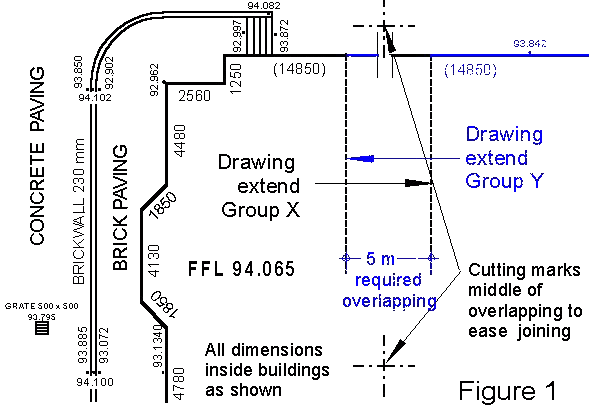 94.082
92.997
93.872
93.842
(14850)
(14850)
93.850
92.902
92.962
94.102
2560
1250
4480
CONCRETE PAVING
BRICKWALL 230 mm
BRICK PAVING
Drawing
extend
Group X
Drawing
extend
Group Y
1850
4130
FFL 94.065
5 m
required
overlapping
Cutting marks
middle of
overlapping to
ease joining
1850
GRATE 500 x 500
93.795
93.885
93.072
93.1340
4780
94.100
All dimensions
inside buildings
as shown
Figure 1